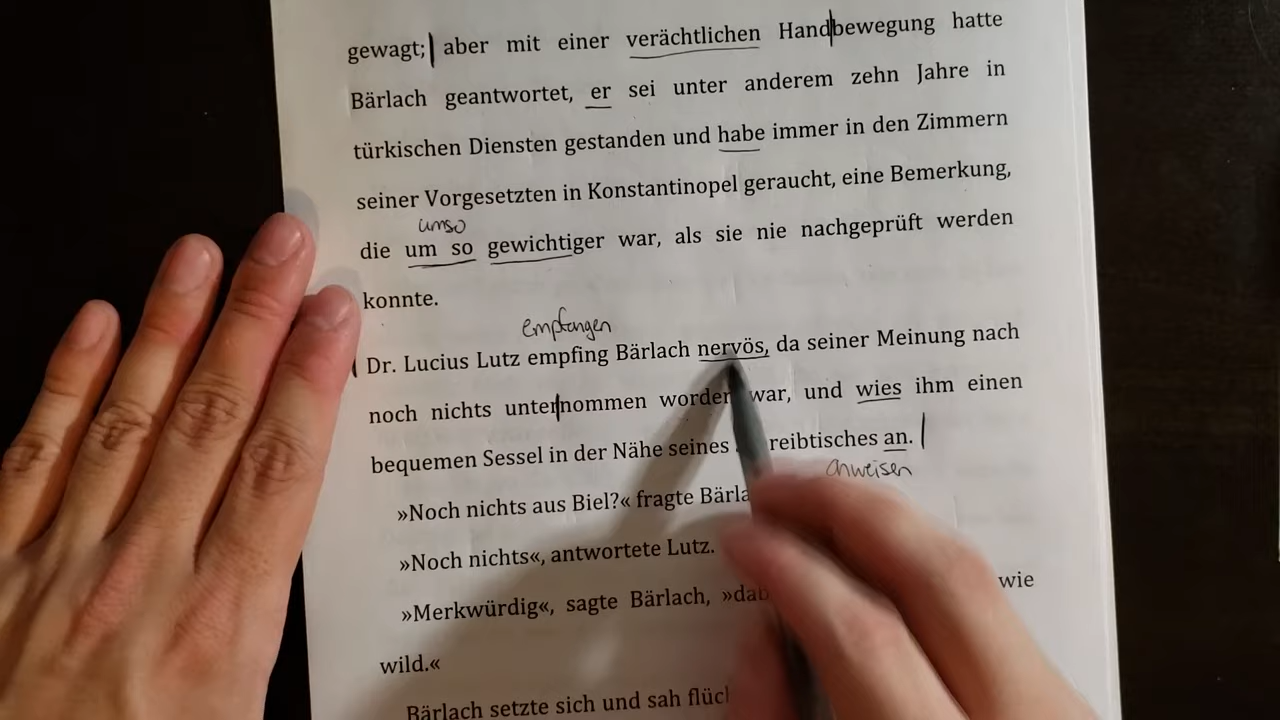 gewagt; aber mit einer verächtlichen Handbewegung hatte
Bärlach geantwortet, er sei unter anderem zehn Jahre in
türkischen Diensten gestanden und habe immer in den Zimmern
seiner Vorgesetzten in Konstantinopel geraucht, eine Bemerkung,
umso
die um so gewichtiger war, als sie nie nachgeprüft werden
konnte.
empfangen
Dr. Lucius Lutz empfing Bärlach nervös, da seiner Meinung nach
noch nichts unternommen worden war, und wies ihm einen
bequemen Sessel in der Nähe seines an.
anweisen
»Noch nichts aus Biel?« fragte
»Noch nichts«, antwortete Lutz.
»Merkwürdig«, sagte Bärlach, wie
wild.«
Bärlach setzte sich und sah